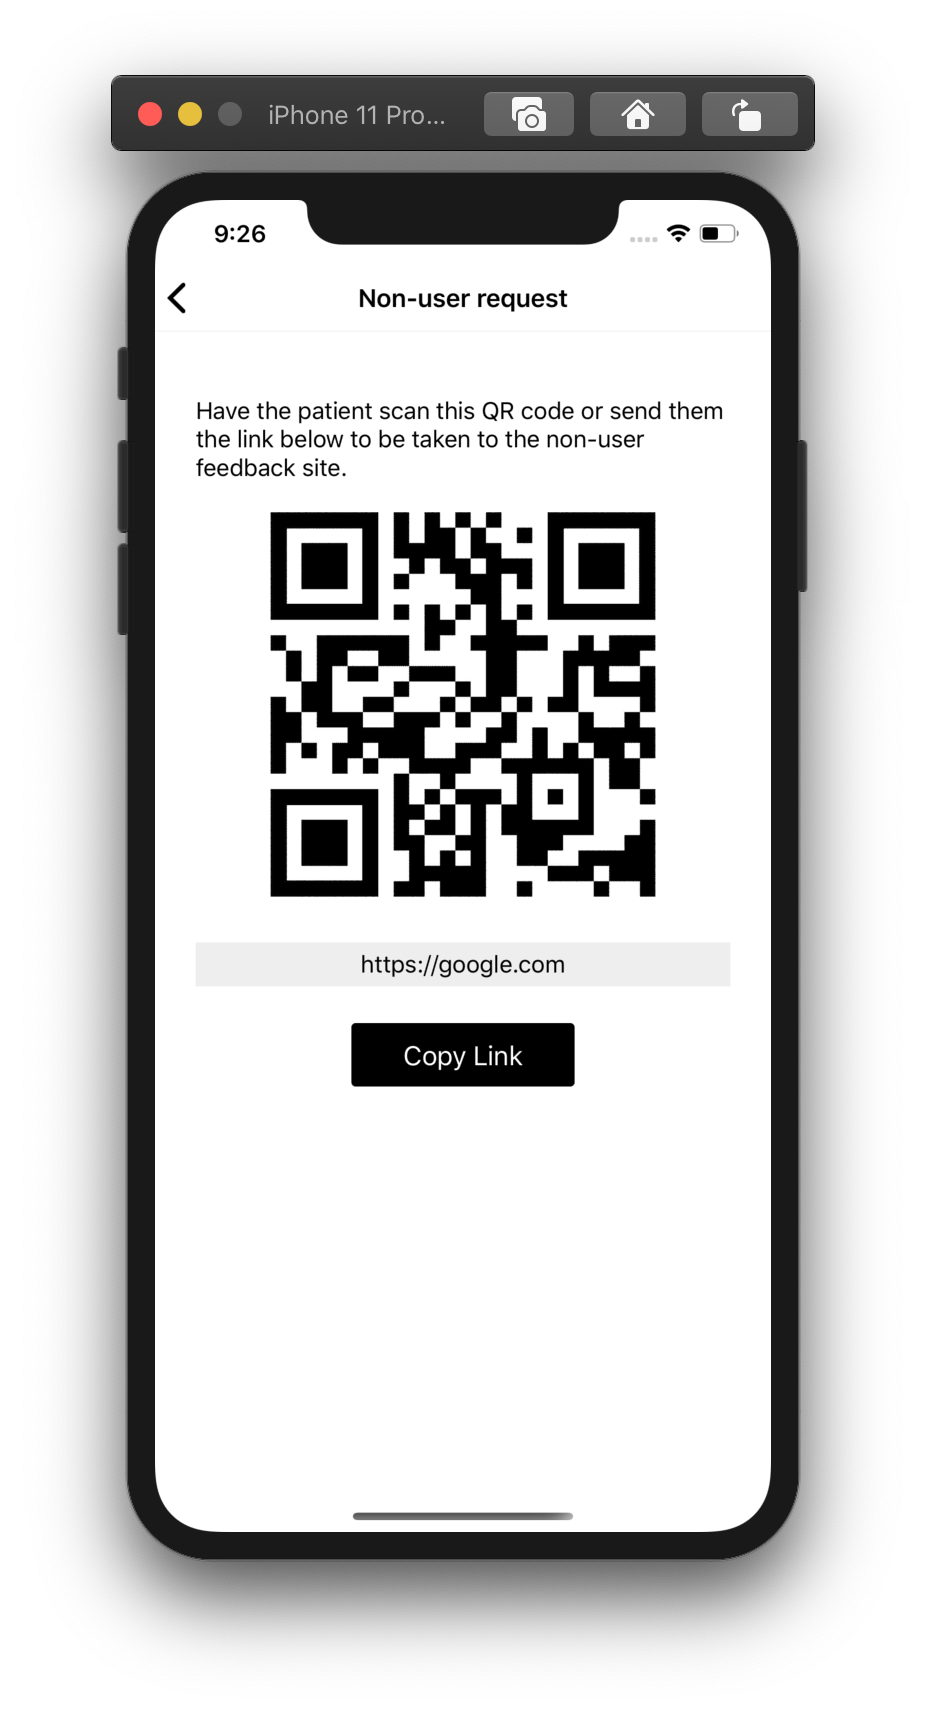 iPhone 11 Pro...
9:26
Non-user request
Have the patient scan this QR code or send them
the link below to be taken to the non-user
feedback site.
https://google.com
Copy Link